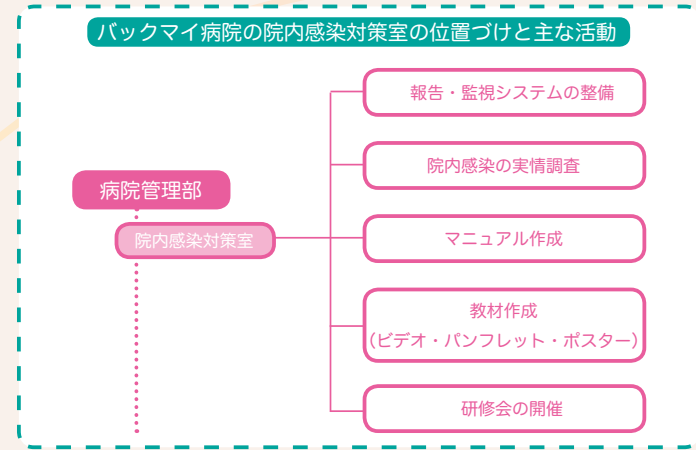 バックマイ病院の院内感染対策室の位置づけと主な活動
報告・監視システムの整備
院内感染の実情調査
病院管理部
院内感染対策室
マニュアル作成
教材作成
(ビデオ・パンフレット・ポスター)
研修会の開催